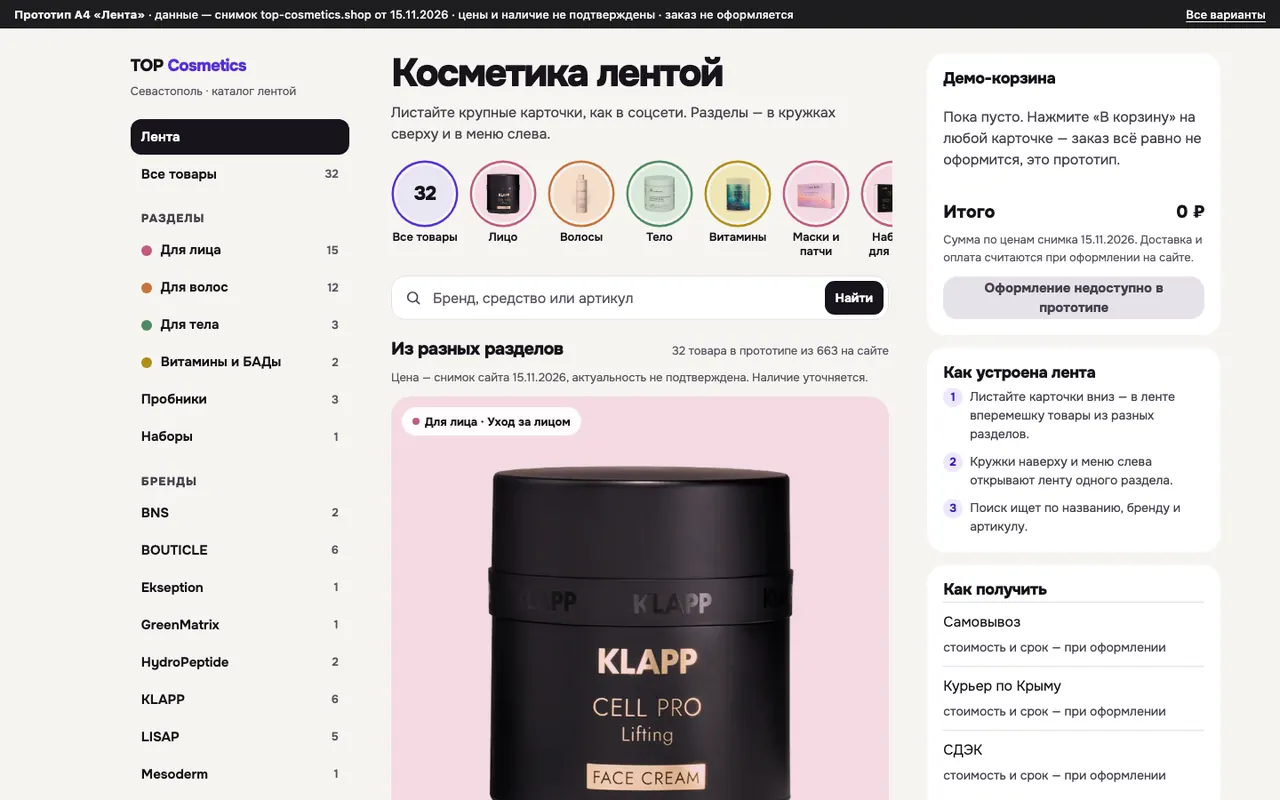 Прототип А4 «Лента» · данные — снимок top-cosmetics.shop от 15.11.2026 · цены и наличие не подтверждены · заказ не оформляется
Все варианты
TOP Cosmetics
Севастополь · каталог лентой
Лента
Все товары 32
РАЗДЕЛЫ
Для лица 15
Для волос 12
Для тела 3
Витамины и БАДы 2
Пробники 3
Наборы 1
БРЕНДЫ
BNS 2
BOUTICLE 6
Ekseption 1
GreenMatrix 1
HydroPeptide 2
KLAPP 6
LISAP 5
Mesoderm 1
Косметика лентой
Листайте крупные карточки, как в соцсети. Разделы — в кружках
сверху и в меню слева.
32
KLAPP
Все товары
Лицо
Волосы
Тело
Витамины
Маски и
патчи
Наб
для
Бренд, средство или артикул
Найти
Из разных разделов
32 товара в прототипе из 663 на сайте
Цена — снимок сайта 15.11.2026, актуальность не подтверждена. Наличие уточняется.
Для лица · Уход за лицом
KLAPP
KLAPP
CELL PRO
Lifting
FACE CREAM
Демо-корзина
Пока пусто. Нажмите «В корзину» на
любой карточке — заказ всё равно не
оформится, это прототип.
Итого 0 ₽
Сумма по ценам снимка 15.11.2026. Доставка и
оплата считаются при оформлении на сайте.
Оформление недоступно в
прототипе
Как устроена лента
1 Листайте карточки вниз — в ленте
вперемешку товары из разных
разделов.
2 Кружки наверху и меню слева
открывают ленту одного раздела.
3 Поиск ищет по названию, бренду и
артикулу.
Как получить
Самовывоз
стоимость и срок — при оформлении
Курьер по Крыму
стоимость и срок — при оформлении
СДЭК
стоимость и срок — при оформлении